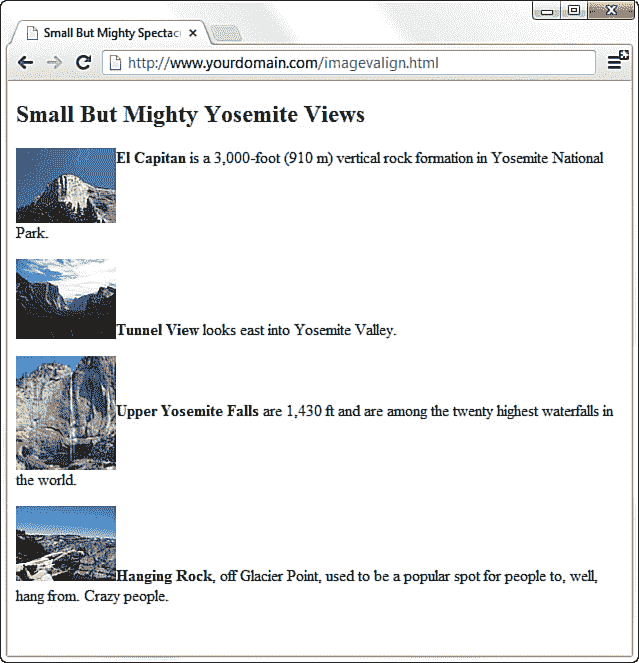 Small But Mighty Spectac
http://www.yourdomain.com/imagevalign.html
Small But Mighty Yosemite Views
El Capitan is a 3,000-foot (910 m) vertical rock formation in Yosemite National
Park.
Tunnel View looks east into Yosemite Valley.
Upper Yosemite Falls are 1,430 ft and are among the twenty highest waterfalls in
the world.
Hanging Rock, off Glacier Point, used to be a popular spot for people to, well,
hang from. Crazy people.